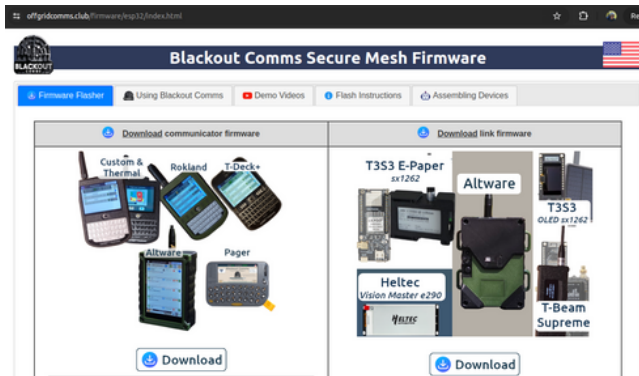 offgridcomms.club/firmware/esp32/index.html
BLACKOUT
Blackout Comms Secure Mesh Firmware
Firmware Flasher
Using Blackout Comms
Demo Videos
Flash Instructions
Assembling Devices
Download communicator firmware
Download link firmware
Custom & Thermal
Rokland
T-Deck+
Altware
Pager
Download
T3S3 E-Paper
sx1262
Altware
T3S3
OLED sx1262
Heltec
Vision Master e290
HELTEC
T-Beam
Supreme
Download